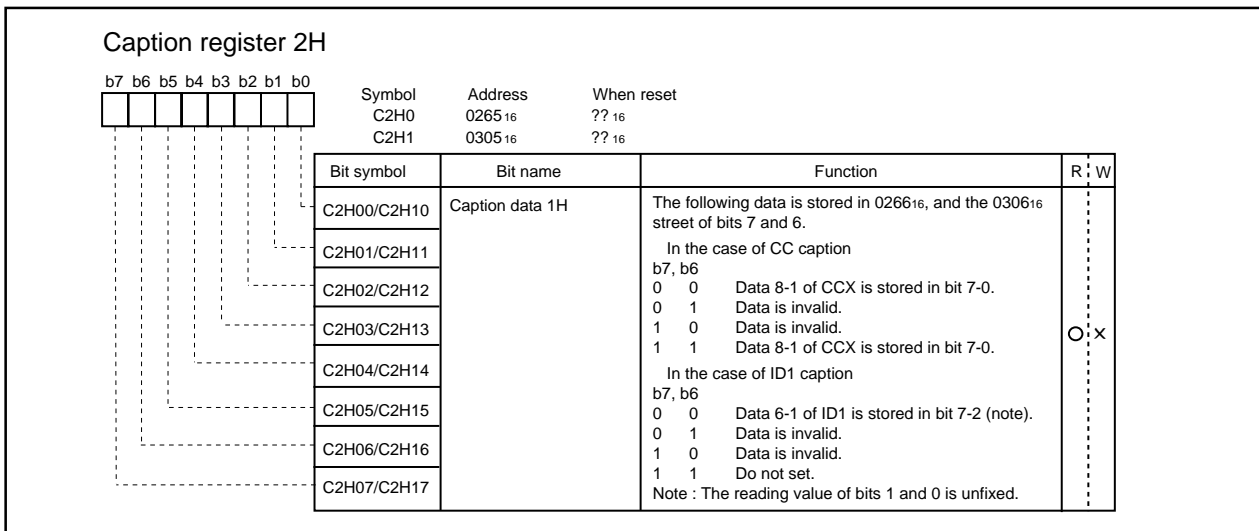 Caption register 2H
b7 b6 b5 b4 b3 b2 b1 b0
Symbol Address When reset
C2H0 0265 16 ?? 16
C2H1 0305 16 ?? 16
Bit symbol Bit name Function R W
C2H00/C2H10 Caption data 1H The following data is stored in 026616, and the 030616
street of bits 7 and 6.
In the case of CC caption
C2H01/C2H11
b7, b6
C2H02/C2H12 0 0 Data 8-1 of CCX is stored in bit 7-0.
0 1 Data is invalid.
C2H03/C2H13 1 0 Data is invalid.
1 1 Data 8-1 of CCX is stored in bit 7-0.
O X
C2H04/C2H14 In the case of ID1 caption
b7, b6
C2H05/C2H15 0 0 Data 6-1 of ID1 is stored in bit 7-2 (note).
0 1 Data is invalid.
C2H06/C2H16 1 0 Data is invalid.
1 1 Do not set.
C2H07/C2H17 Note : The reading value of bits 1 and 0 is unfixed.